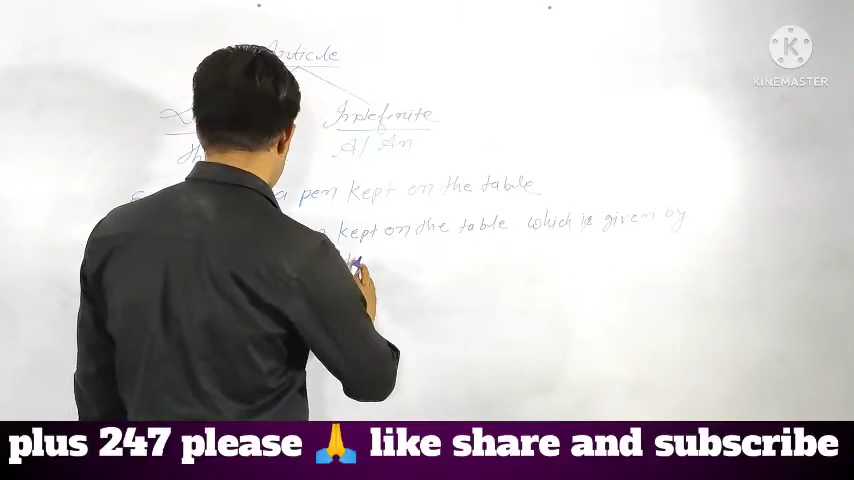 Article
Indefinite
A/ An
a pen kept on the table
kept on the table which is given by
KINEMASTER
plus 247 please 🙏 like share and subscribe